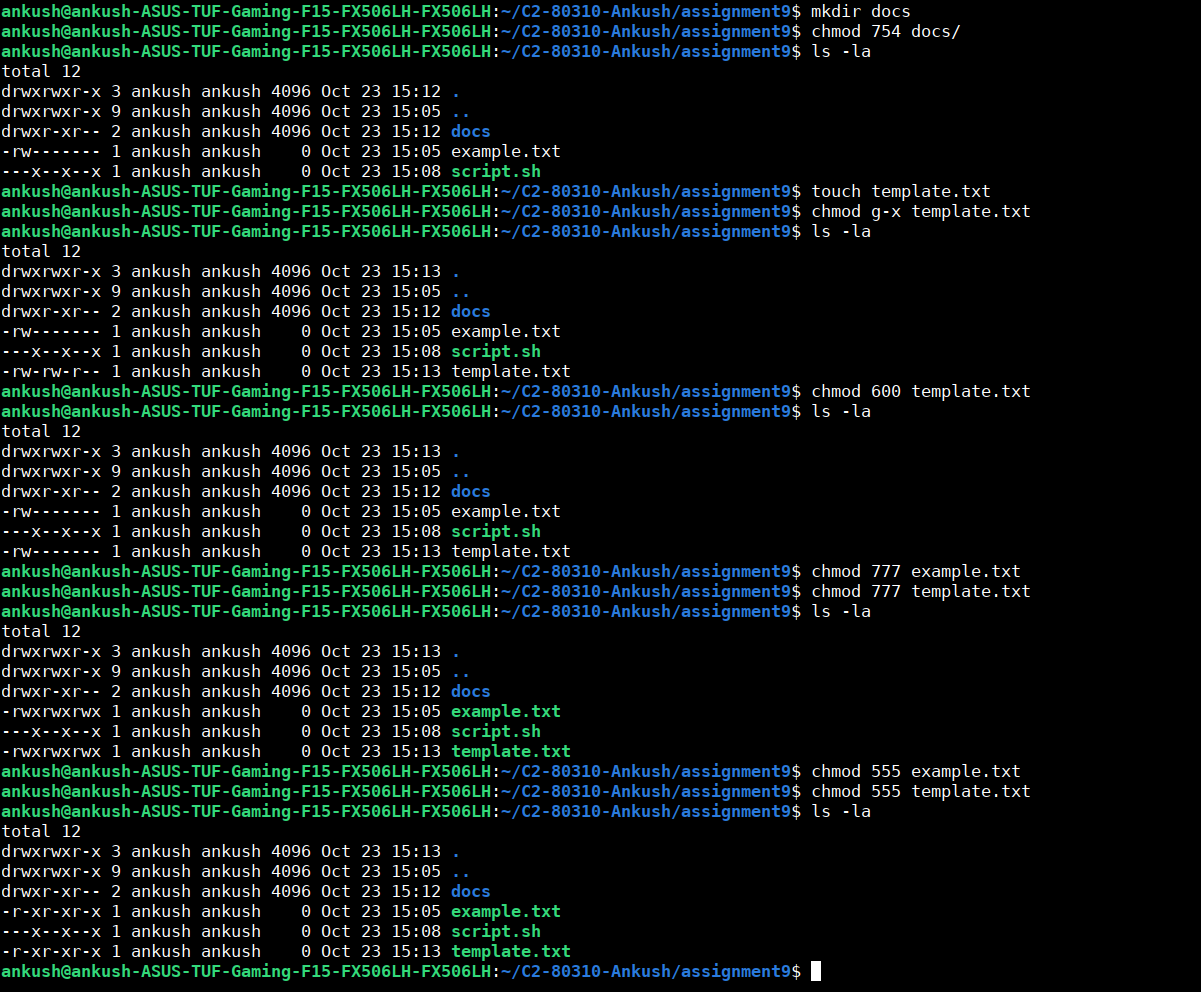 ankush@ankush-ASUS-TUF-Gaming-F15-FX506LH-FX506LH:~/C2-80310-Ankush/assignment9$ mkdir docs
ankush@ankush-ASUS-TUF-Gaming-F15-FX506LH-FX506LH:~/C2-80310-Ankush/assignment9$ chmod 754 docs/
ankush@ankush-ASUS-TUF-Gaming-F15-FX506LH-FX506LH:~/C2-80310-Ankush/assignment9$ ls -la
total 12
drwxrwxr-x 3 ankush ankush 4096 Oct 23 15:12 .
drwxrwxr-x 9 ankush ankush 4096 Oct 23 15:05 ..
drwxr-xr-- 2 ankush ankush 4096 Oct 23 15:12 docs
-rw------- 1 ankush ankush    0 Oct 23 15:05 example.txt
---x--x--x 1 ankush ankush    0 Oct 23 15:08 script.sh
ankush@ankush-ASUS-TUF-Gaming-F15-FX506LH-FX506LH:~/C2-80310-Ankush/assignment9$ touch template.txt
ankush@ankush-ASUS-TUF-Gaming-F15-FX506LH-FX506LH:~/C2-80310-Ankush/assignment9$ chmod g-x template.txt
ankush@ankush-ASUS-TUF-Gaming-F15-FX506LH-FX506LH:~/C2-80310-Ankush/assignment9$ ls -la
total 12
drwxrwxr-x 3 ankush ankush 4096 Oct 23 15:13 .
drwxrwxr-x 9 ankush ankush 4096 Oct 23 15:05 ..
drwxr-xr-- 2 ankush ankush 4096 Oct 23 15:12 docs
-rw------- 1 ankush ankush    0 Oct 23 15:05 example.txt
---x--x--x 1 ankush ankush    0 Oct 23 15:08 script.sh
-rw-rw-r-- 1 ankush ankush    0 Oct 23 15:13 template.txt
ankush@ankush-ASUS-TUF-Gaming-F15-FX506LH-FX506LH:~/C2-80310-Ankush/assignment9$ chmod 600 template.txt
ankush@ankush-ASUS-TUF-Gaming-F15-FX506LH-FX506LH:~/C2-80310-Ankush/assignment9$ ls -la
total 12
drwxrwxr-x 3 ankush ankush 4096 Oct 23 15:13 .
drwxrwxr-x 9 ankush ankush 4096 Oct 23 15:05 ..
drwxr-xr-- 2 ankush ankush 4096 Oct 23 15:12 docs
-rw------- 1 ankush ankush    0 Oct 23 15:05 example.txt
---x--x--x 1 ankush ankush    0 Oct 23 15:08 script.sh
-rw------- 1 ankush ankush    0 Oct 23 15:13 template.txt
ankush@ankush-ASUS-TUF-Gaming-F15-FX506LH-FX506LH:~/C2-80310-Ankush/assignment9$ chmod 777 example.txt
ankush@ankush-ASUS-TUF-Gaming-F15-FX506LH-FX506LH:~/C2-80310-Ankush/assignment9$ chmod 777 template.txt
ankush@ankush-ASUS-TUF-Gaming-F15-FX506LH-FX506LH:~/C2-80310-Ankush/assignment9$ ls -la
total 12
drwxrwxr-x 3 ankush ankush 4096 Oct 23 15:13 .
drwxrwxr-x 9 ankush ankush 4096 Oct 23 15:05 ..
drwxr-xr-- 2 ankush ankush 4096 Oct 23 15:12 docs
-rwxrwxrwx 1 ankush ankush    0 Oct 23 15:05 example.txt
---x--x--x 1 ankush ankush    0 Oct 23 15:08 script.sh
-rwxrwxrwx 1 ankush ankush    0 Oct 23 15:13 template.txt
ankush@ankush-ASUS-TUF-Gaming-F15-FX506LH-FX506LH:~/C2-80310-Ankush/assignment9$ chmod 555 example.txt
ankush@ankush-ASUS-TUF-Gaming-F15-FX506LH-FX506LH:~/C2-80310-Ankush/assignment9$ chmod 555 template.txt
ankush@ankush-ASUS-TUF-Gaming-F15-FX506LH-FX506LH:~/C2-80310-Ankush/assignment9$ ls -la
total 12
drwxrwxr-x 3 ankush ankush 4096 Oct 23 15:13 .
drwxrwxr-x 9 ankush ankush 4096 Oct 23 15:05 ..
drwxr-xr-- 2 ankush ankush 4096 Oct 23 15:12 docs
-r-xr-xr-x 1 ankush ankush    0 Oct 23 15:05 example.txt
---x--x--x 1 ankush ankush    0 Oct 23 15:08 script.sh
-r-xr-xr-x 1 ankush ankush    0 Oct 23 15:13 template.txt
ankush@ankush-ASUS-TUF-Gaming-F15-FX506LH-FX506LH:~/C2-80310-Ankush/assignment9$